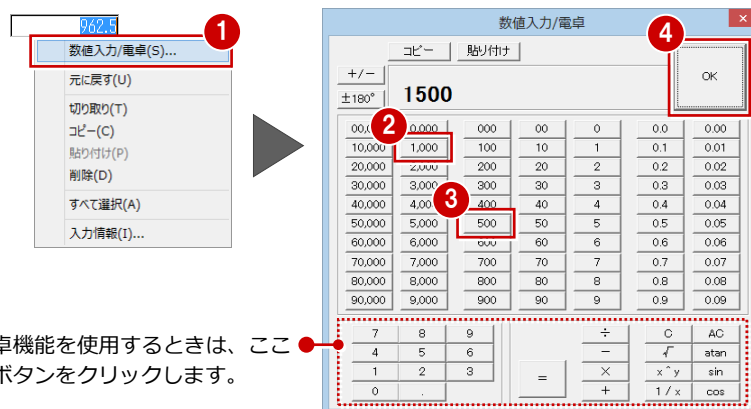 962.5
1
数値入力/電卓(S)...
元に戻す(U)
切り取り(T)
コピー(C)
貼り付け(P)
削除(D)
すべて選択(A)
入力情報(I)...
数値入力/電卓
×
4
コピー 貼り付け
OK
+/-
±180°
1500
2
00,0 0,000 000 00 0 0.0 0.00
10,000 1,000 100 10 1 0.1 0.01
20,000 2,000 200 20 2 0.2 0.02
30,000 3,000 300 30 3 0.3 0.03
3
40,000 4,00 400 40 4 0.4 0.04
50,000 5,000 500 50 5 0.5 0.05
60,000 6,000 600 60 6 0.6 0.06
70,000 7,000 700 70 7 0.7 0.07
80,000 8,000 800 80 8 0.8 0.08
90,000 9,000 900 90 9 0.9 0.09
7 8 9 ÷ C AC
4 5 6 - √ atan
1 2 3 = × x^y sin
0 . + 1/x cos
卓機能を使用するときは、ここ
ボタンをクリックします。